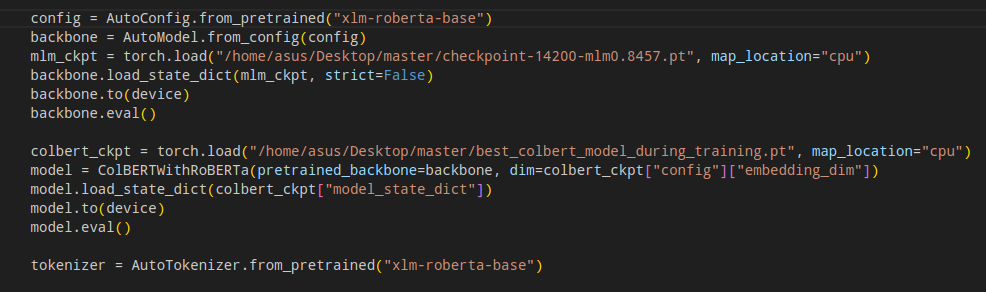 config = AutoConfig.from_pretrained("xlm-roberta-base")
backbone = AutoModel.from_config(config)
mlm_ckpt = torch.load("/home/asus/Desktop/master/checkpoint-14200-mlm0.8457.pt", map_location="cpu")
backbone.load_state_dict(mlm_ckpt, strict=False)
backbone.to(device)
backbone.eval()
colbert_ckpt = torch.load("/home/asus/Desktop/master/best_colbert_model_during_training.pt", map_location="cpu")
model = ColBERTWithRoBERTa(pretrained_backbone=backbone, dim=colbert_ckpt["config"]["embedding_dim"])
model.load_state_dict(colbert_ckpt["model_state_dict"])
model.to(device)
model.eval()
tokenizer = AutoTokenizer.from_pretrained("xlm-roberta-base")